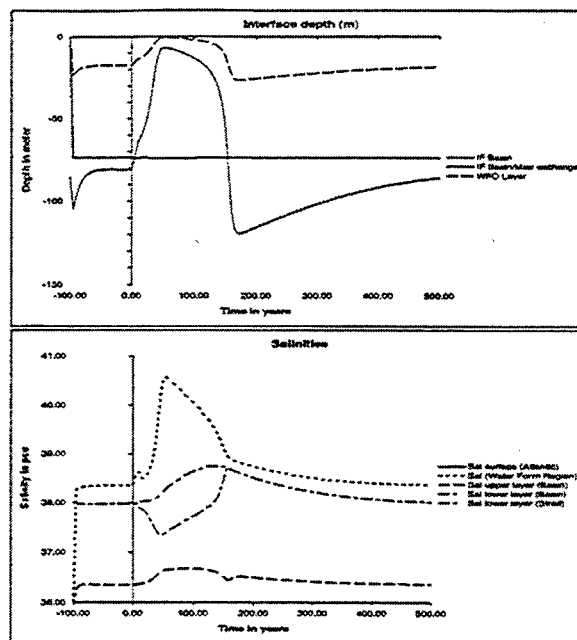 Interface depth (m)
0
-50
-100
-150
Depth in meter
-100.00 0.00 100.00 200.00 300.00 400.00 500.00
Time in years
IF Basin
IF Basin/Max exchange
WFO Layer
Salinities
41.00
40.00
38.00
37.00
36.00
Salinity in psu
-100.00 0.00 100.00 200.00 300.00 400.00 500.00
Time in years
Sal surface (Atlantic)
Sal (Water Form Region)
Sal upper layer (Basin)
Sal lower layer (Basin)
Sal lower layer (Strait)